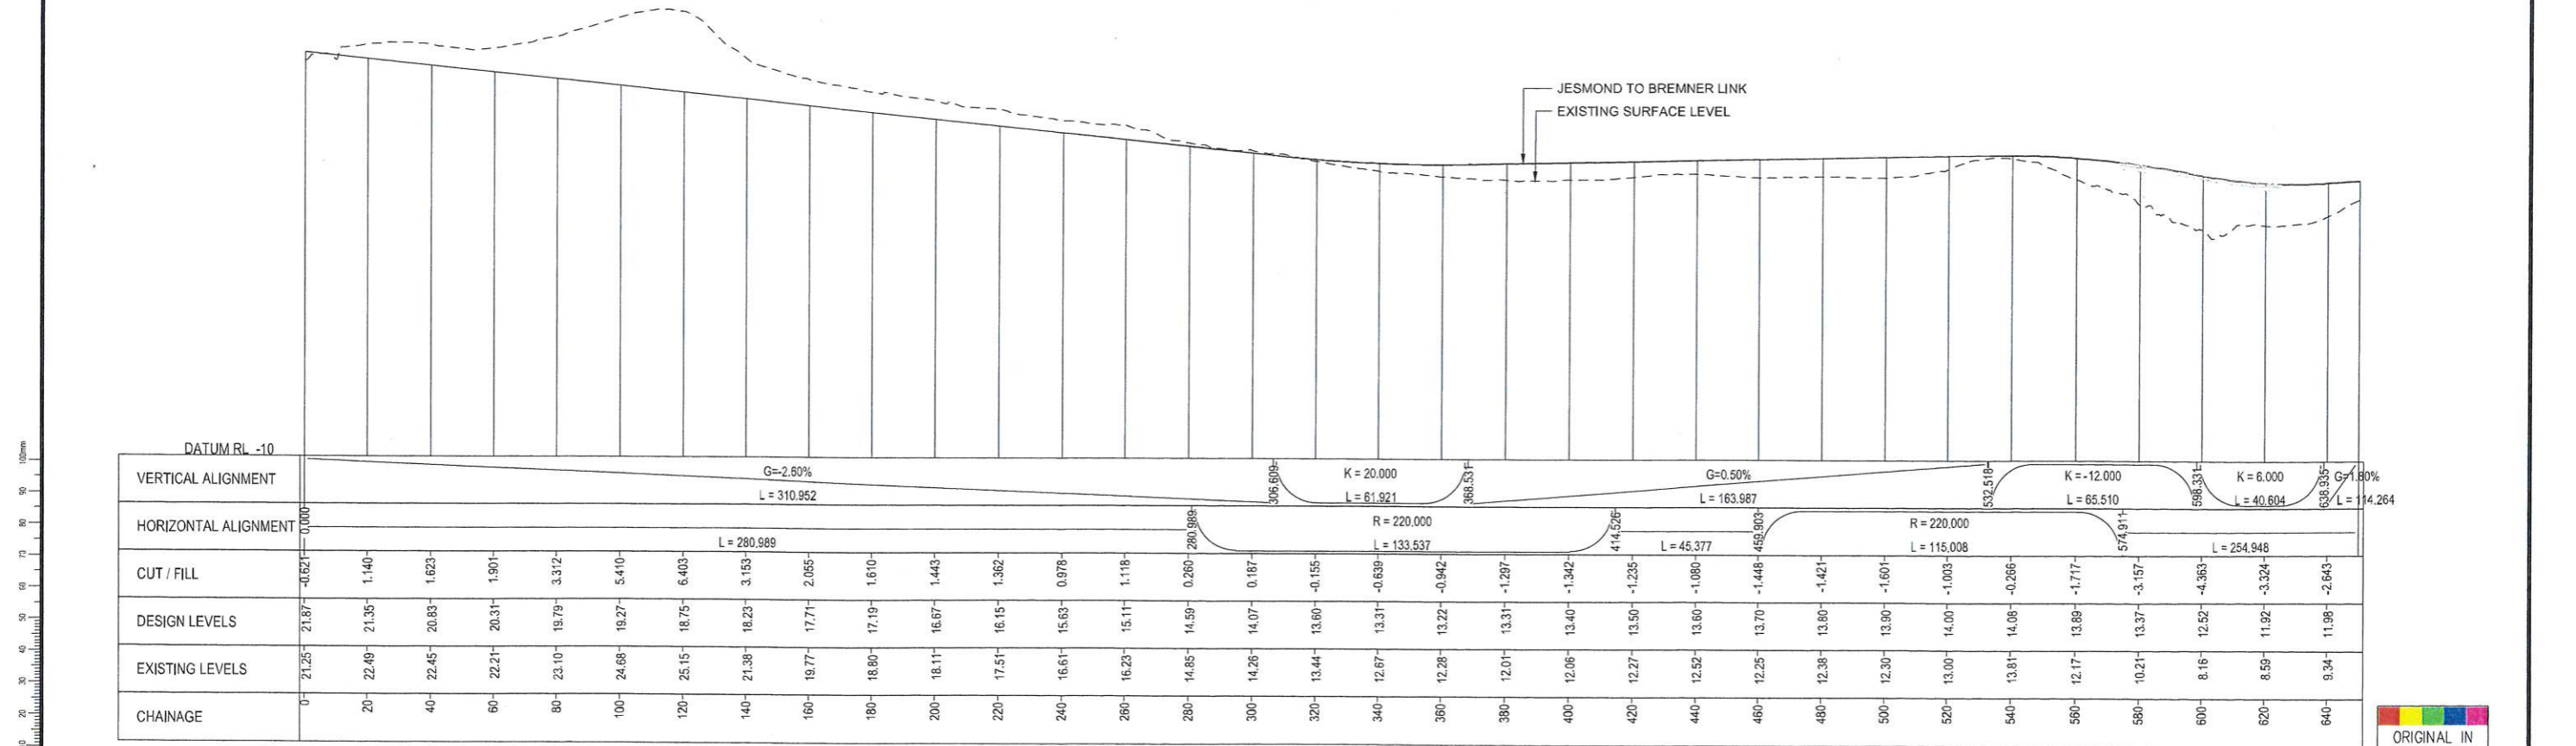 JESMOND TO BREMNER LINK
EXISTING SURFACE LEVEL
DATUM RL -10
VERTICAL ALIGNMENT G=-2.60% L = 310.952 306.609 K = 20.000 L = 61.921 368.531 G=0.50% L = 163.987 532.518 K = -12.000 L = 65.510 598.331 K = 6.000 L = 40.604 638.935 G=1.80% L = 114.264
HORIZONTAL ALIGNMENT 0.000 L = 280,989 280.989 R = 220,000 L = 133,537 414.526 L = 45,377 459.903 R = 220,000 L = 115,008 574.911 L = 254,948
CUT / FILL -0.621 1.140 1.623 1.901 3.312 5.410 6.403 3.153 2.055 1.610 1.443 1.362 0.978 1.118 0.260 0.187 -0.155 -0.639 -0.942 -1.297 -1.342 -1.235 -1.080 -1.448 -1.421 -1.601 -1.003 -0.266 -1.717 -3.157 -4.363 -3.324 -2.643
DESIGN LEVELS 21.87 21.35 20.83 20.31 19.79 19.27 18.75 18.23 17.71 17.19 16.67 16.15 15.63 15.11 14.59 14.07 13.60 13.31 13.22 13.31 13.40 13.50 13.60 13.70 13.80 13.90 14.00 14.08 13.89 13.37 12.52 11.92 11.98
EXISTING LEVELS 21.25 22.49 22.45 22.21 23.10 24.68 25.15 21.38 19.77 18.80 18.11 17.51 16.61 16.23 14.85 14.26 13.44 12.67 12.28 12.01 12.06 12.27 12.52 12.25 12.38 12.30 13.00 13.81 12.17 10.21 8.16 8.59 9.34
CHAINAGE 0 20 40 60 80 100 120 140 160 180 200 220 240 260 280 300 320 340 360 380 400 420 440 460 480 500 520 540 560 580 600 620 640
100mm
90
80
70
60
50
40
30
20
ORIGINAL IN